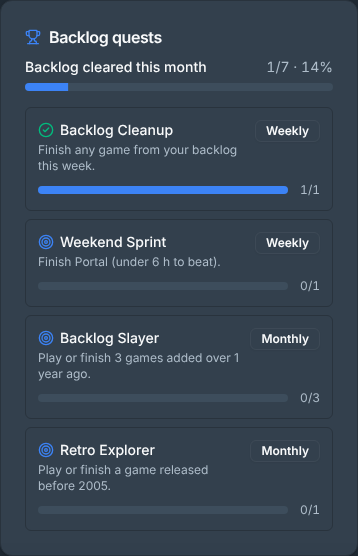 Backlog quests
Backlog cleared this month 1/7 · 14%
Backlog Cleanup Weekly
Finish any game from your backlog
this week.
1/1
Weekend Sprint Weekly
Finish Portal (under 6 h to beat).
0/1
Backlog Slayer Monthly
Play or finish 3 games added over 1
year ago.
0/3
Retro Explorer Monthly
Play or finish a game released
before 2005.
0/1